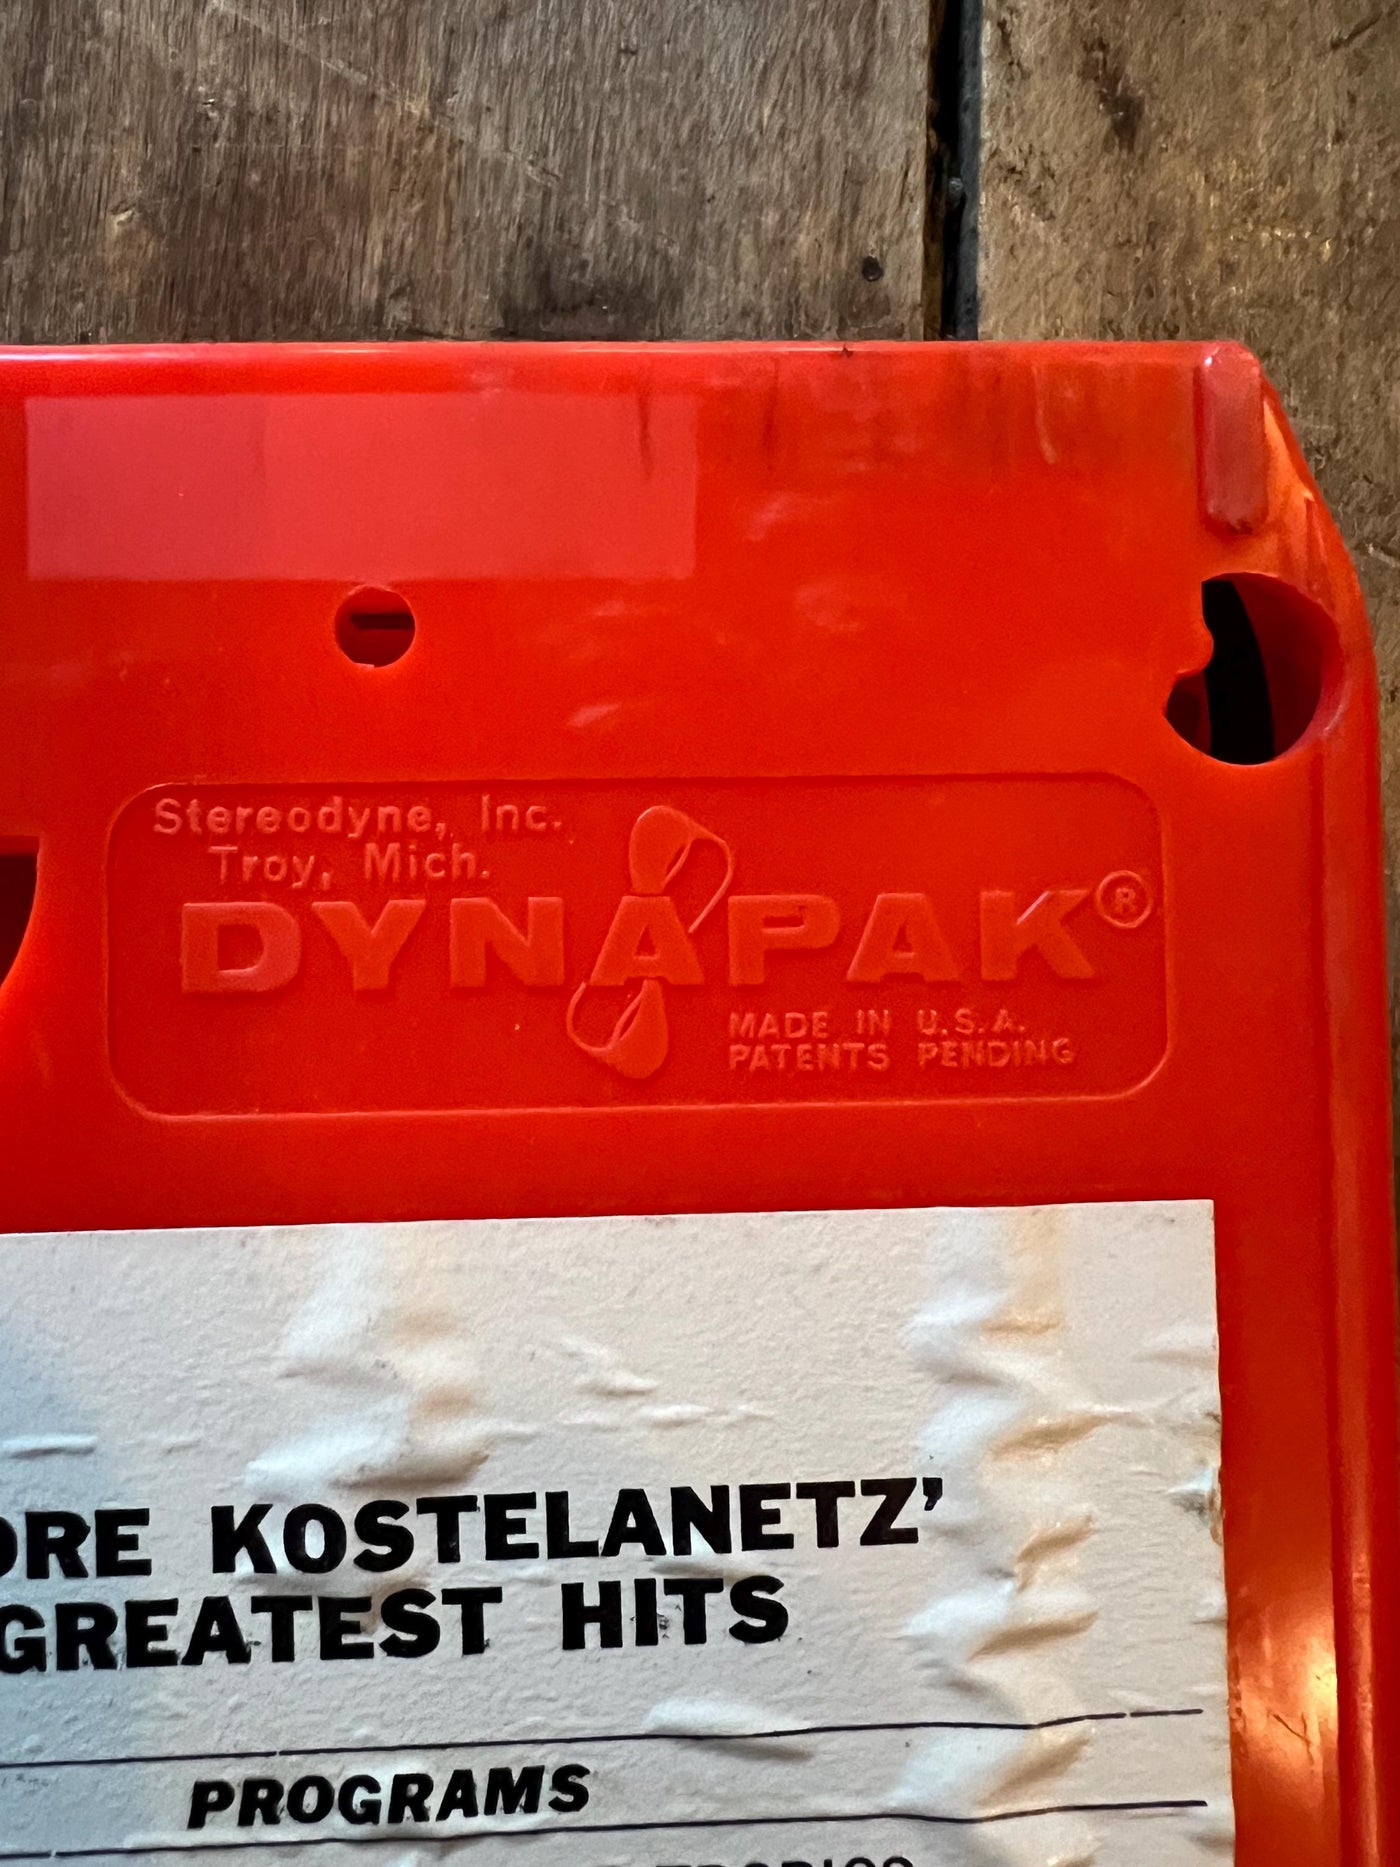 Stereodyne, Inc.
Troy, Mich.
DYNAPAK®
MADE IN U.S.A.
PATENTS PENDING
ORE KOSTELANETZ'
GREATEST HITS
PROGRAMS